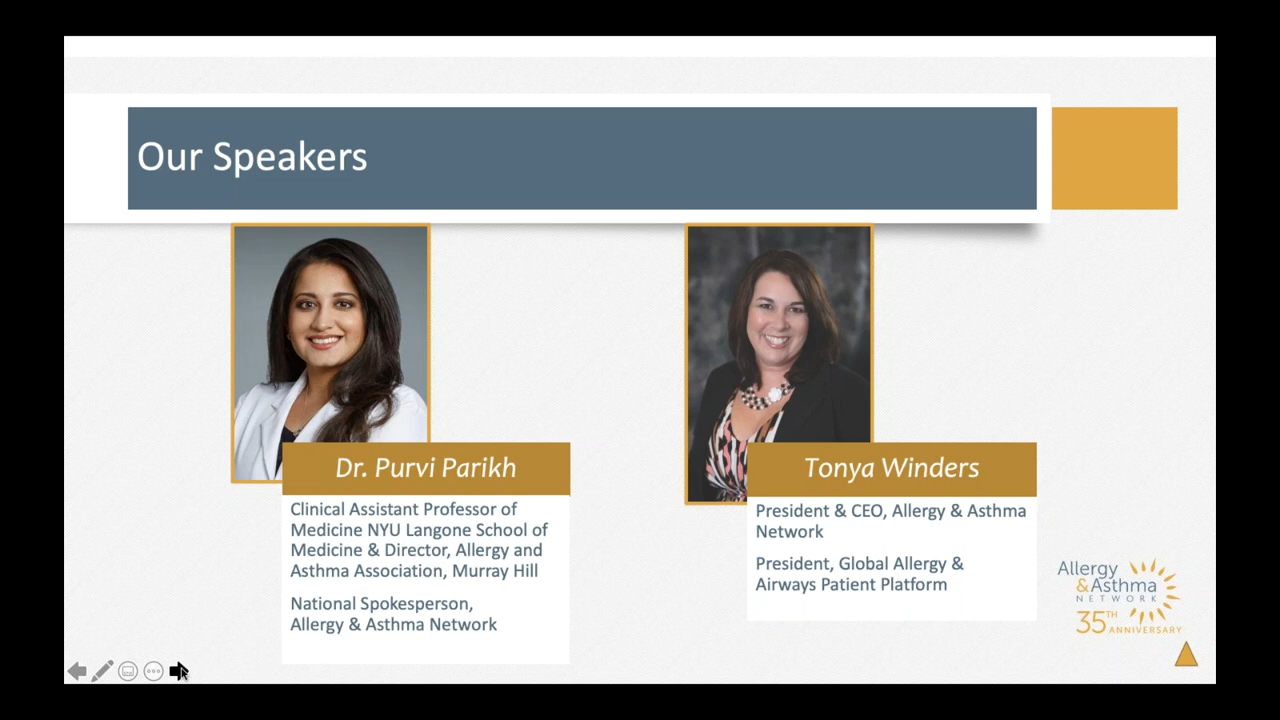 Our Speakers
Dr. Purvi Parikh
Clinical Assistant Professor of
Medicine NYU Langone School of
Medicine & Director, Allergy and
Asthma Association, Murray Hill
National Spokesperson,
Allergy & Asthma Network
Tonya Winders
President & CEO, Allergy & Asthma
Network
President, Global Allergy &
Airways Patient Platform
Allergy
&Asthma
NETWORK
35TH ANNIVERSARY